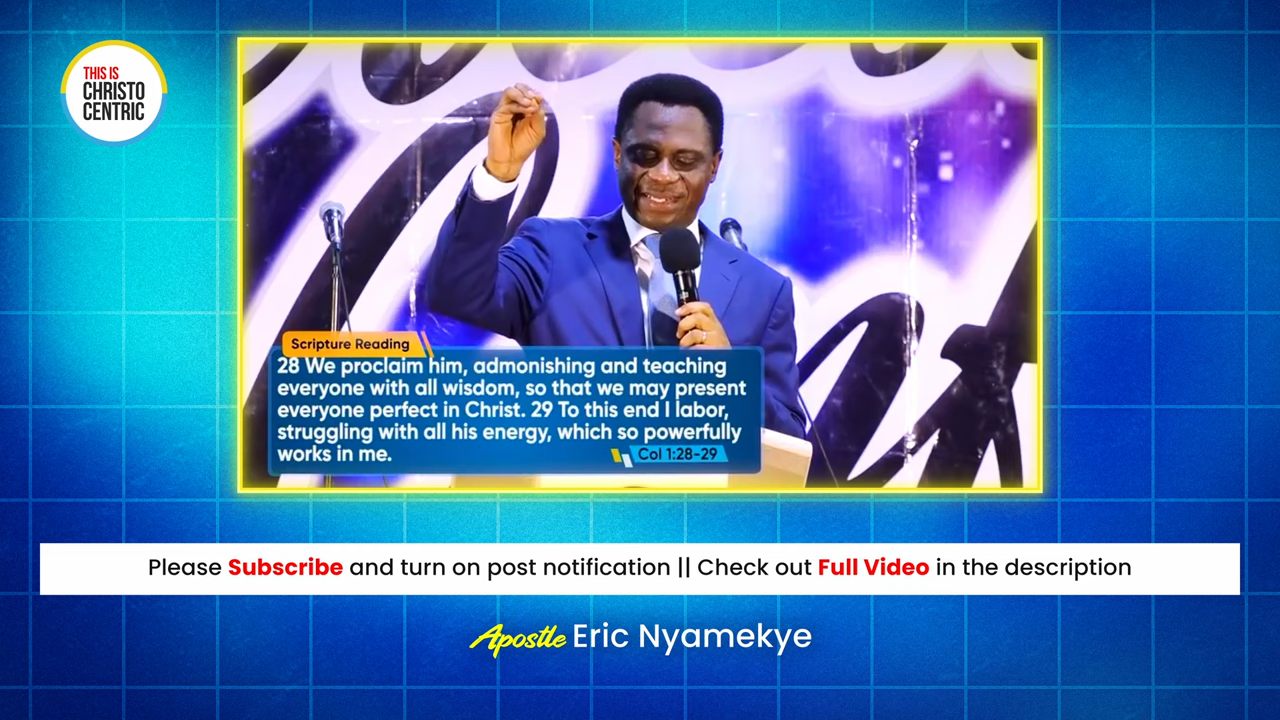 THIS IS
CHRISTO
CENTRIC
Scripture Reading
28 We proclaim him, admonishing and teaching
everyone with all wisdom, so that we may present
everyone perfect in Christ. 29 To this end I labor,
struggling with all his energy, which so powerfully
works in me.
Col 1:28-29
Please Subscribe and turn on post notification || Check out Full Video in the description
Apostle Eric Nyamekye